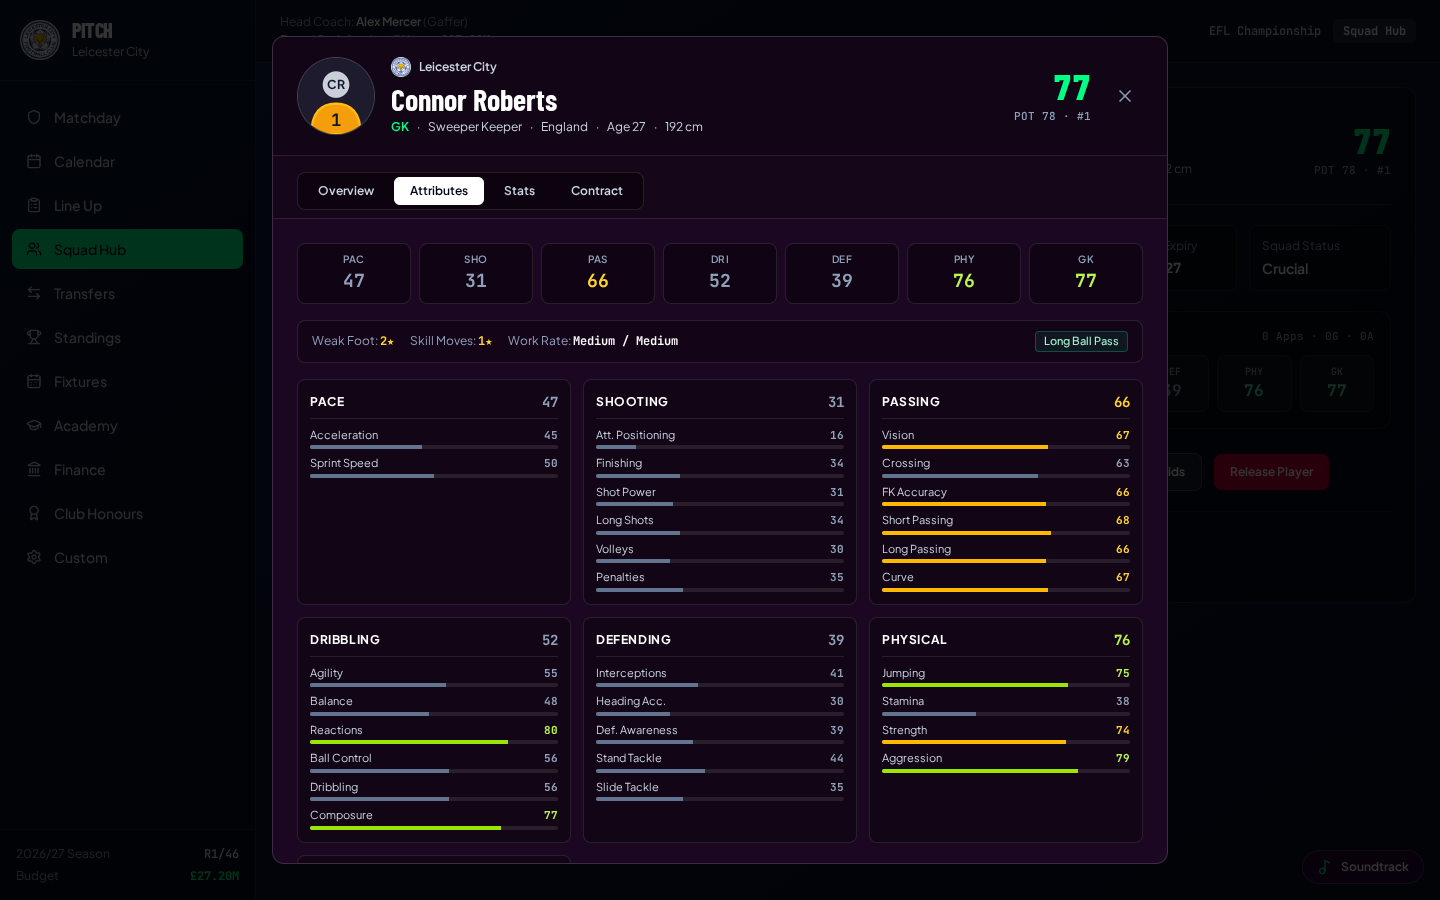 PITCH
Leicester City
Matchday
Calendar
Line Up
Squad Hub
Transfers
Standings
Fixtures
Academy
Finance
Club Honours
Custom
2026/27 Season R1/46
Budget £27.20M
Head Coach: Alex Mercer (Gaffer)
EFL Championship Squad Hub
CR
1
Leicester City
Connor Roberts
GK · Sweeper Keeper · England · Age 27 · 192 cm
77
POT 78 · #1
Overview Attributes Stats Contract
PAC SHO PAS DRI DEF PHY GK
47 31 66 52 39 76 77
Weak Foot: 2★ Skill Moves: 1★ Work Rate: Medium / Medium Long Ball Pass
PACE 47
Acceleration 45
Sprint Speed 50
SHOOTING 31
Att. Positioning 16
Finishing 34
Shot Power 31
Long Shots 34
Volleys 30
Penalties 35
PASSING 66
Vision 67
Crossing 63
FK Accuracy 66
Short Passing 68
Long Passing 66
Curve 67
DRIBBLING 52
Agility 55
Balance 48
Reactions 80
Ball Control 56
Dribbling 56
Composure 77
DEFENDING 39
Interceptions 41
Heading Acc. 30
Def. Awareness 39
Stand Tackle 44
Slide Tackle 35
PHYSICAL 76
Jumping 75
Stamina 38
Strength 74
Aggression 79
77
2 cm POT 78 · #1
Expiry Squad Status
27 Crucial
0 Apps · 0G · 0A
EF PHY GK
39 76 77
ids Release Player
Soundtrack